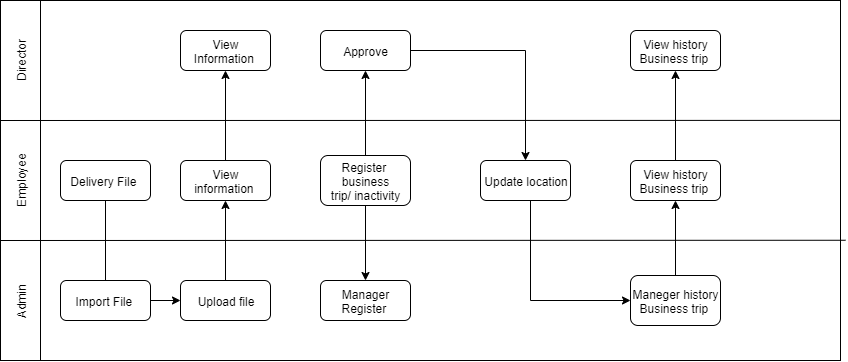 Director
View
Information
Approve
View history
Business trip
Employee
Delivery File
View
information
Register
business
trip/ inactivity
Update location
View history
Business trip
Admin
Import File
Upload file
Manager
Register
Maneger history
Business trip